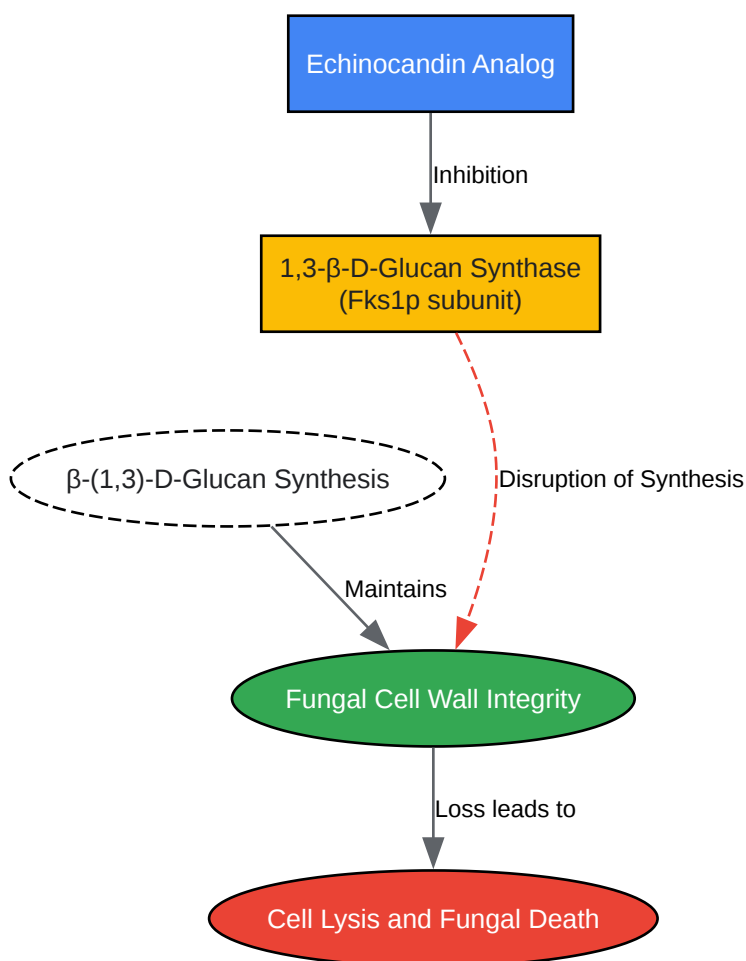 Echinocandin Analog
Inhibition
1,3-β-D-Glucan Synthase
(Fks1p subunit)
β-(1,3)-D-Glucan Synthesis
Disruption of Synthesis
Maintains
Fungal Cell Wall Integrity
Loss leads to
Cell Lysis and Fungal Death